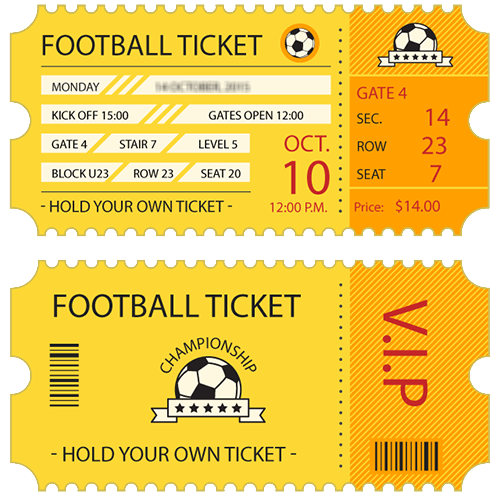 FOOTBALL TICKET
MONDAY
KICK OFF 15:00 GATES OPEN 12:00
GATE 4 STAIR 7 LEVEL 5
BLOCK U23 ROW 23 SEAT 20
- HOLD YOUR OWN TICKET -
OCT.
10
12:00 P.M.
GATE 4
SEC. 14
ROW 23
SEAT 7
Price: $14.00
FOOTBALL TICKET
CHAMPIONSHIP
- HOLD YOUR OWN TICKET -
V.I.P